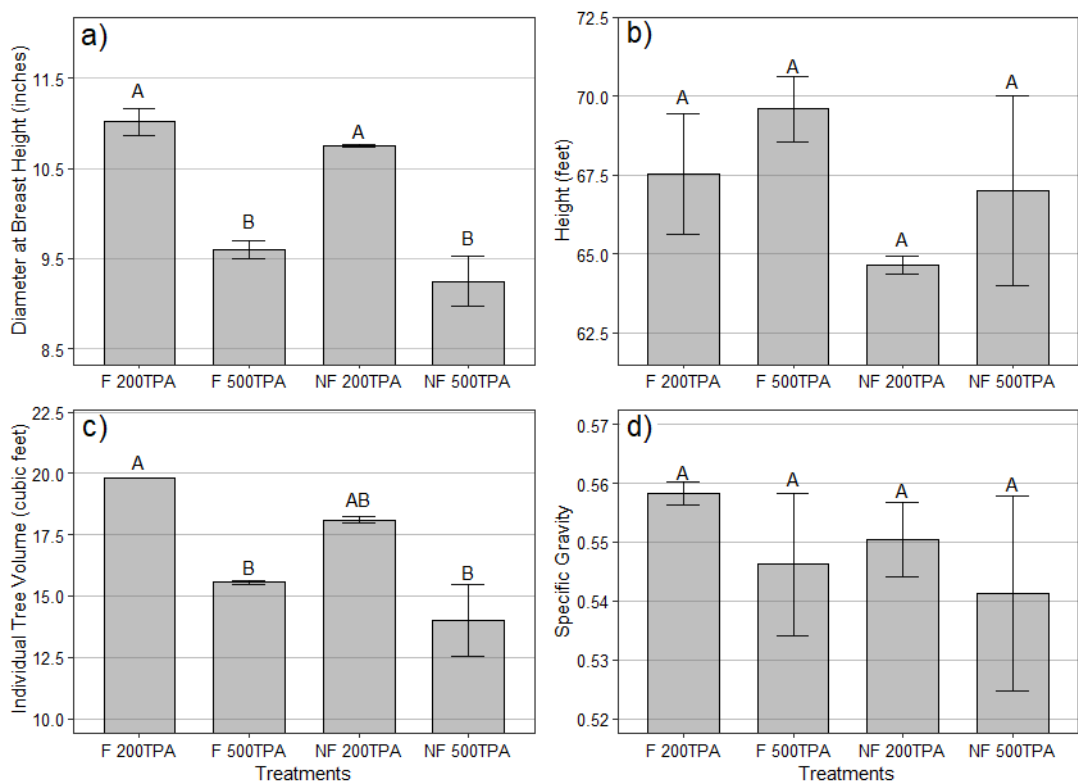 a)
Diameter at Breast Height (inches)
11.5
10.5
9.5
8.5
A
B
A
B
F 200TPA F 500TPA NF 200TPA NF 500TPA
b)
Height (feet)
72.5
70.0
67.5
65.0
62.5
A
A
A
A
F 200TPA F 500TPA NF 200TPA NF 500TPA
c)
Individual Tree Volume (cubic feet)
22.5
20.0
17.5
15.0
12.5
10.0
A
B
AB
B
F 200TPA F 500TPA NF 200TPA NF 500TPA
Treatments
d)
Specific Gravity
0.57
0.56
0.55
0.54
0.53
0.52
A
A
A
A
F 200TPA F 500TPA NF 200TPA NF 500TPA
Treatments